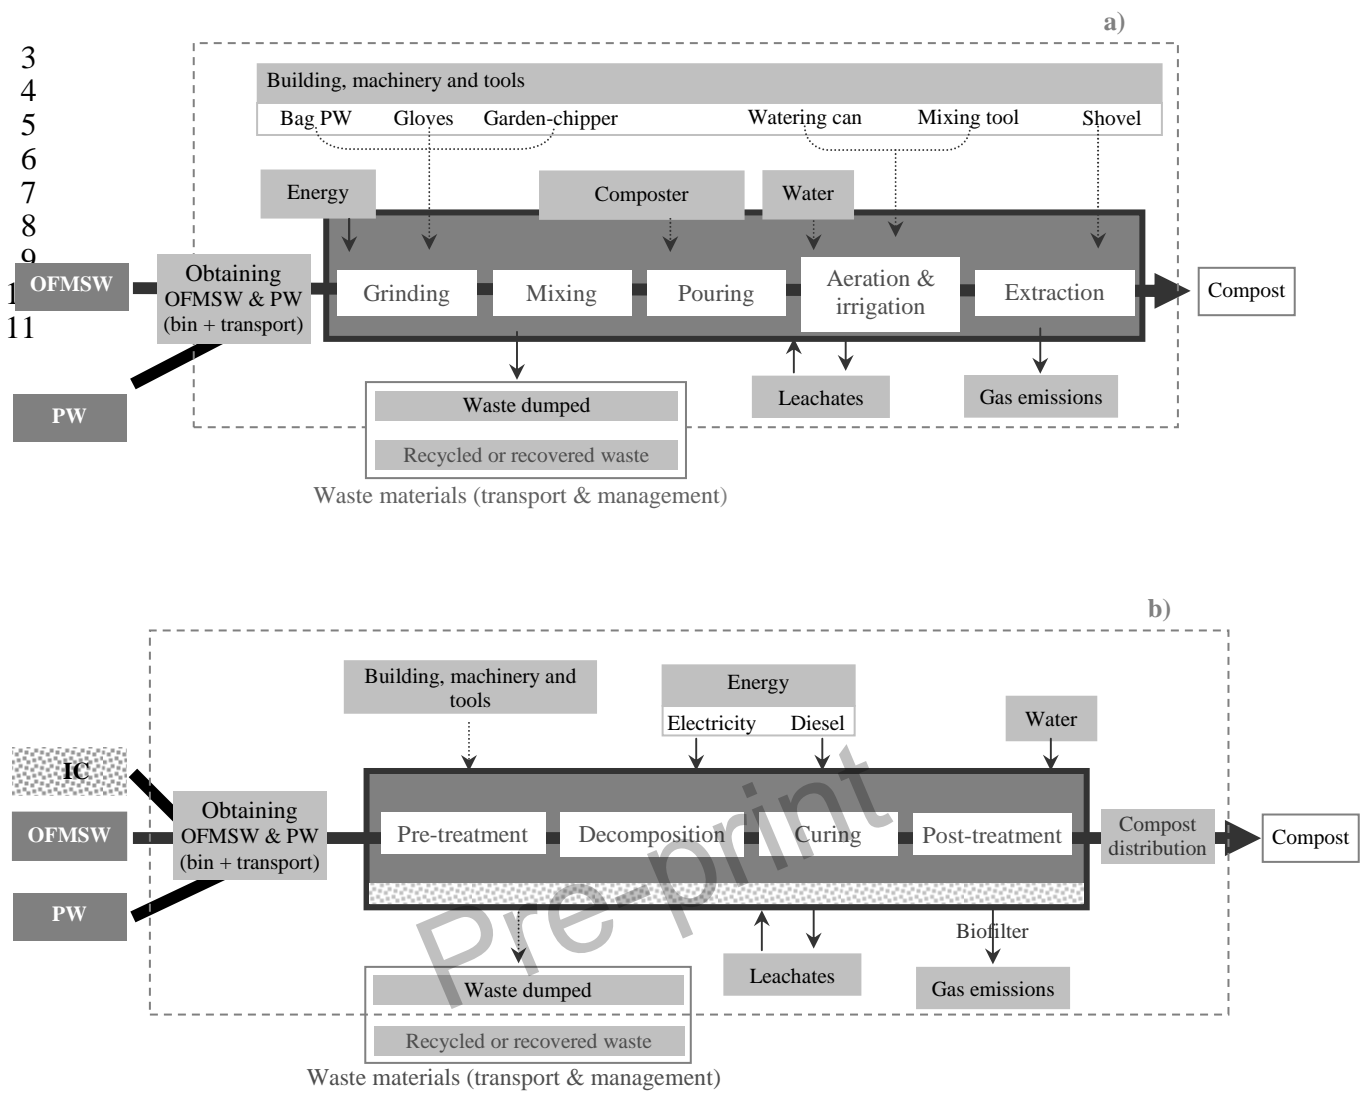 a)
3
4
5
6
7
8
9
1
11
Building, machinery and tools
Bag PW Gloves Garden-chipper Watering can Mixing tool Shovel
Energy Composter Water
OFMSW
PW
Obtaining
OFMSW & PW
(bin + transport)
Grinding Mixing Pouring Aeration &
irrigation
Extraction
Compost
Leachates
Gas emissions
Waste dumped
Recycled or recovered waste
Waste materials (transport & management)
b)
Building, machinery and
tools
Energy
Electricity Diesel
Water
IC
OFMSW
PW
Obtaining
OFMSW & PW
(bin + transport)
Pre-treatment Decomposition Curing Post-treatment
Compost
distribution
Compost
Biofilter
Leachates
Gas emissions
Waste dumped
Recycled or recovered waste
Waste materials (transport & management)
Pre-print